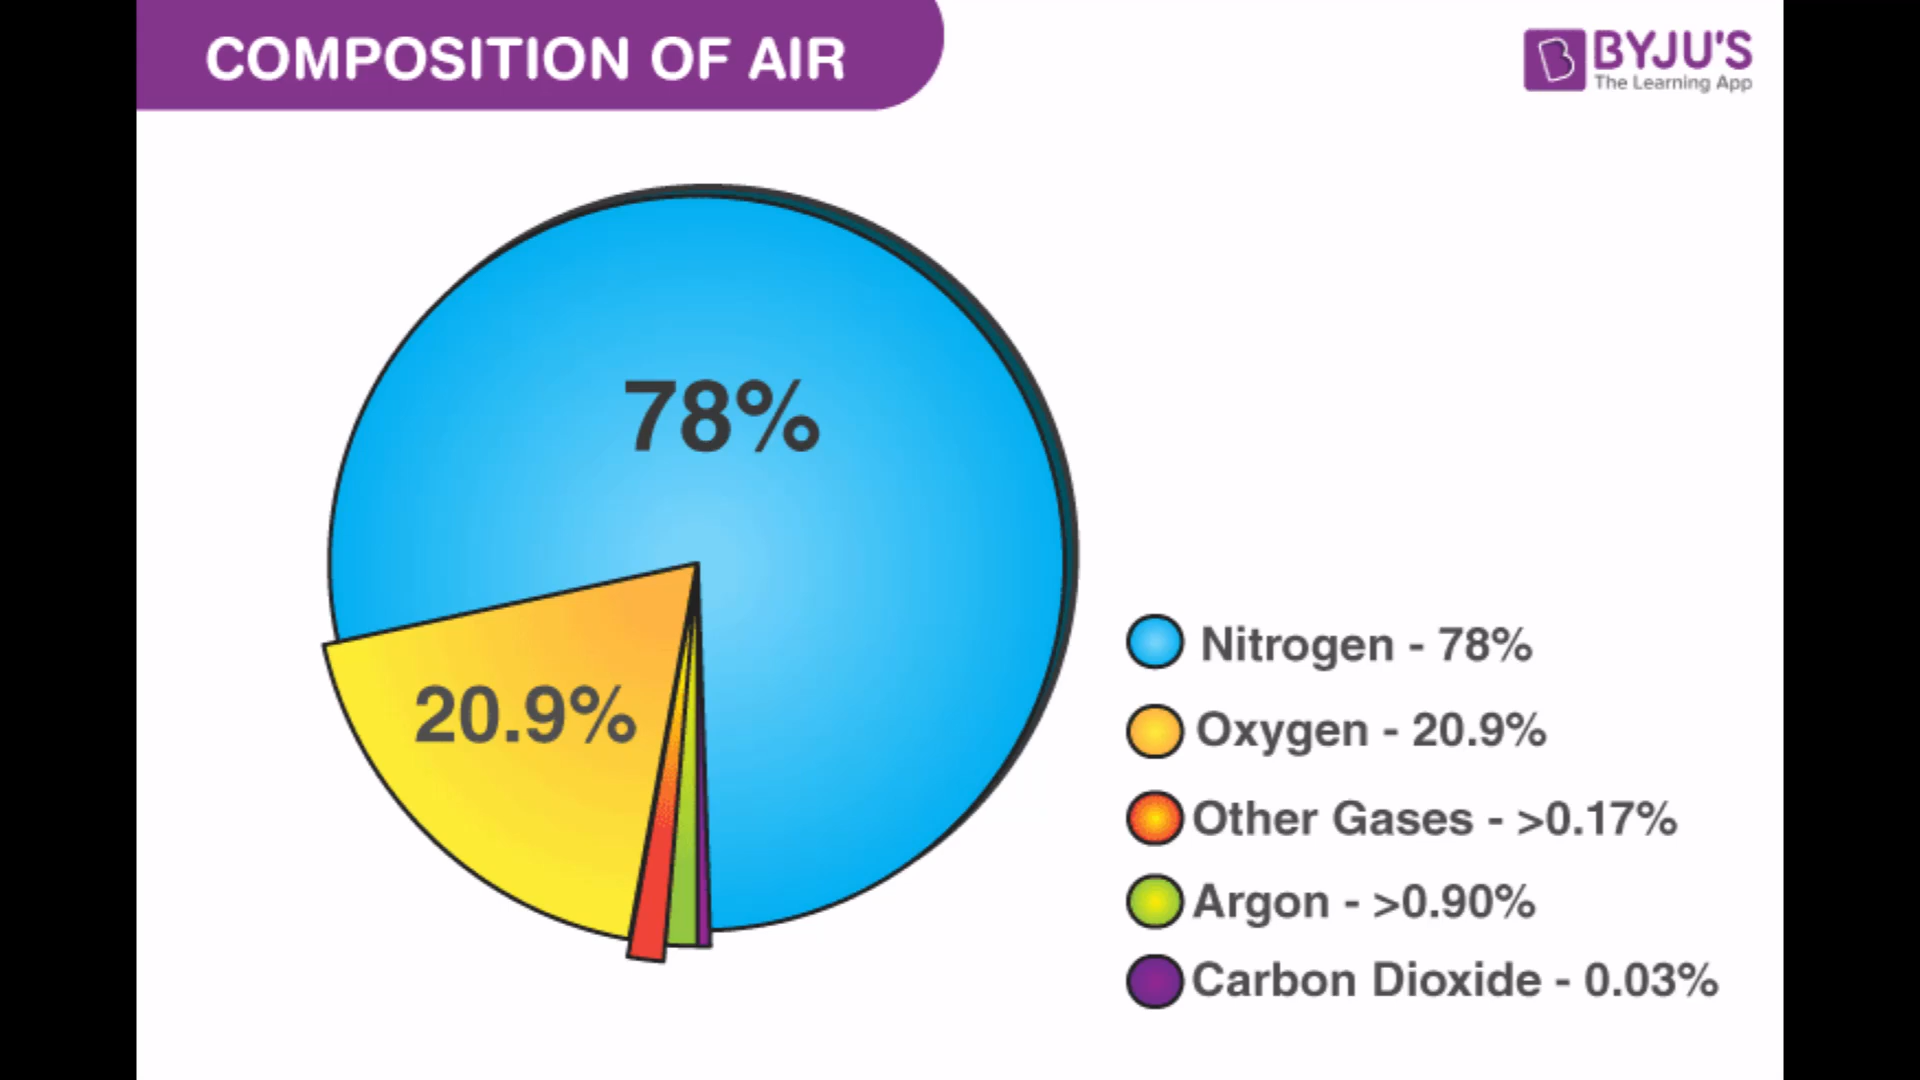 COMPOSITION OF AIR
BYJU'S
The Learning App
78%
20.9%
Nitrogen - 78%
Oxygen - 20.9%
Other Gases - >0.17%
Argon - >0.90%
Carbon Dioxide - 0.03%